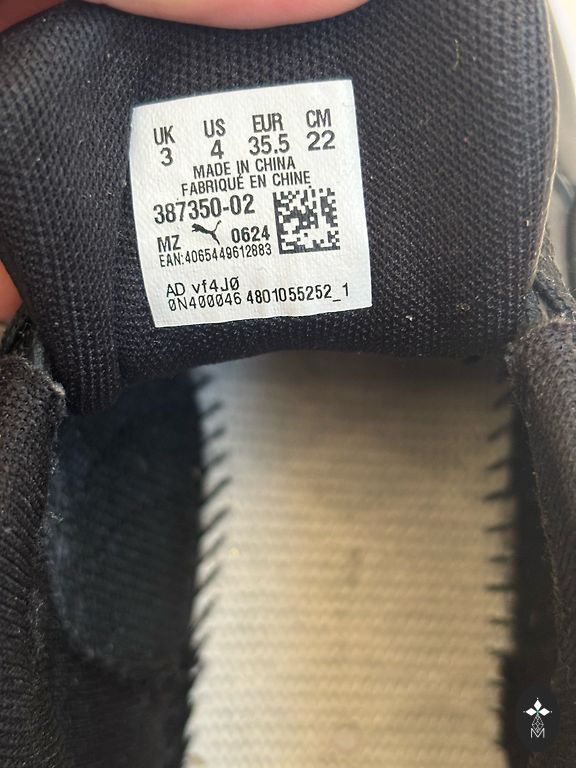 UK US EUR CM
3 4 35.5 22
MADE IN CHINA
FABRIQUÉ EN CHINE
387350-02
MZ 0624
EAN:4065449612883
AD vf4J0
0N400046 4801055252_1
M